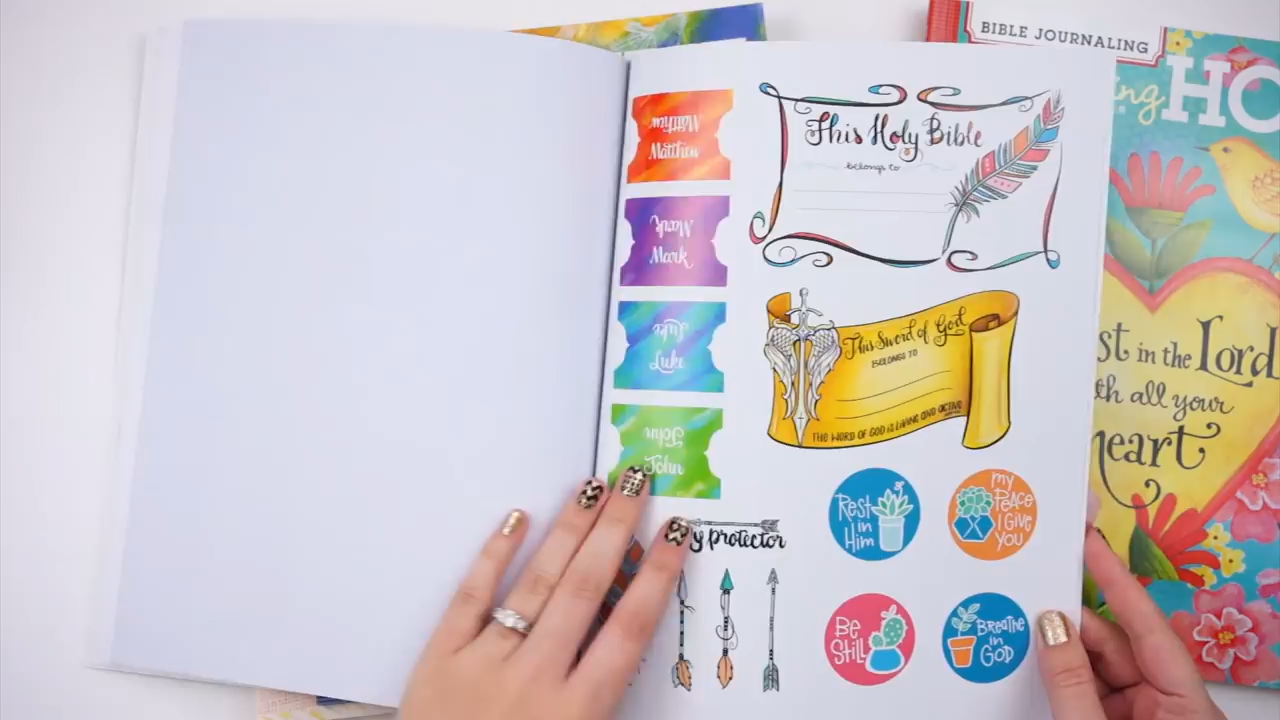 Matthew
Matthew
Mark
Mark
Luke
Luke
John
John
This Holy Bible
belongs to
This Sword of God
BELONGS TO
THE WORD OF GOD IS LIVING AND ACTIVE
y protector
Rest
in
Him
my
Peace
I Give
You
Be
Still
Breathe
in
God
BIBLE JOURNALING
ing
HO
st in the Lord
th all your
heart